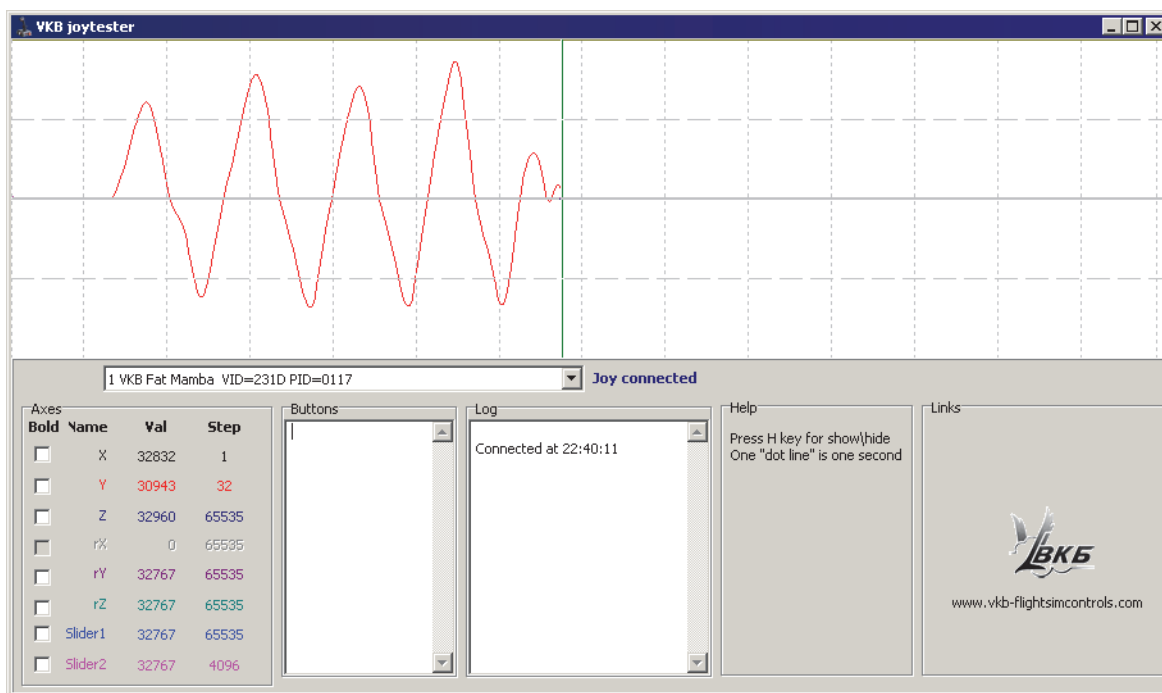 VKB joytester
1 VKB Fat Mamba VID=231D PID=0117
Joy connected
Axes
Bold Name Val Step
X 32832 1
Y 30943 32
Z 32960 65535
rX 0 65535
rY 32767 65535
rZ 32767 65535
Slider1 32767 65535
Slider2 32767 4096
Buttons
Log
Connected at 22:40:11
Help
Press H key for show\hide
One "dot line" is one second
Links
ВКБ
www.vkb-flightsimcontrols.com